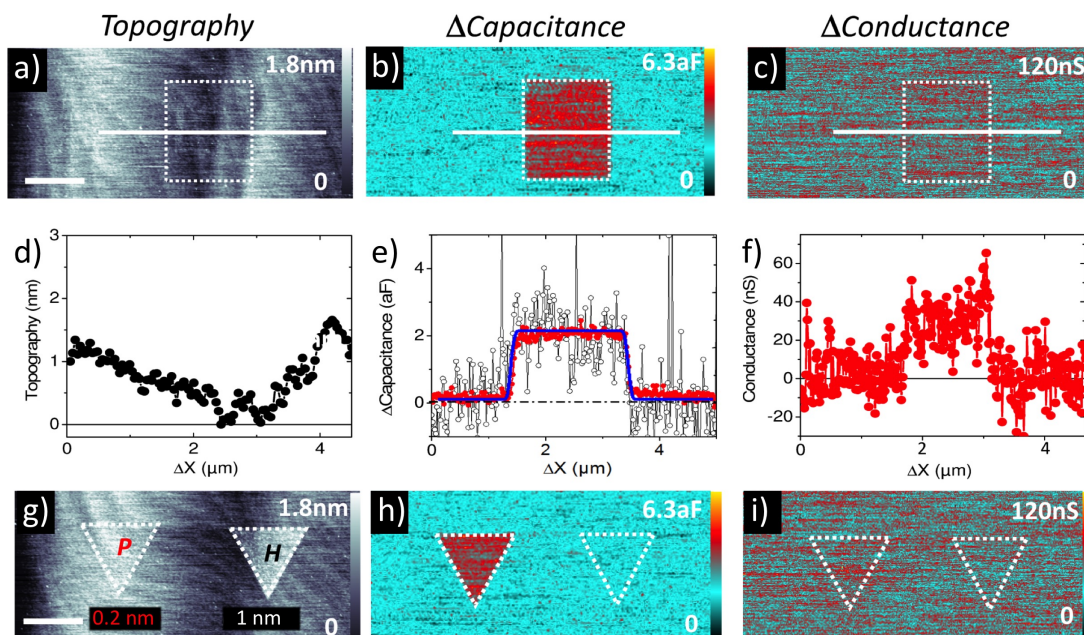 Topography
ΔCapacitance
ΔConductance
a)
1.8nm
0
b)
6.3aF
0
c)
120nS
0
d)
3
2
1
0
Topography (nm)
0
2
4
ΔX (µm)
e)
4
2
0
ΔCapacitance (aF)
0
2
4
ΔX (µm)
f)
60
40
20
0
-20
Conductance (nS)
0
2
4
ΔX (µm)
g)
1.8nm
P
H
0.2 nm
1 nm
0
h)
6.3aF
0
i)
120nS
0